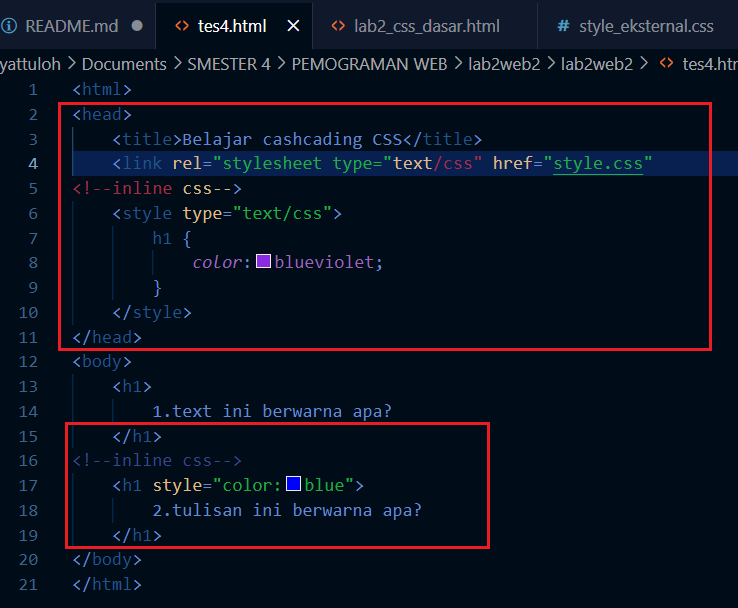 README.md
tes4.html
lab2_css_dasar.html
# style_eksternal.css
yattuloh > Documents > SMESTER 4 > PEMOGRAMAN WEB > lab2web2 > lab2web2 > tes4.htm
1 <html>
2 <head>
3 <title>Belajar cashcading CSS</title>
4 <link rel="stylesheet type="text/css" href="style.css"
5 <!--inline css-->
6 <style type="text/css">
7 h1 {
8 color: blueviolet;
9 }
10 </style>
11 </head>
12 <body>
13 <h1>
14 1.text ini berwarna apa?
15 </h1>
16 <!--inline css-->
17 <h1 style="color: blue">
18 2.tulisan ini berwarna apa?
19 </h1>
20 </body>
21 </html>